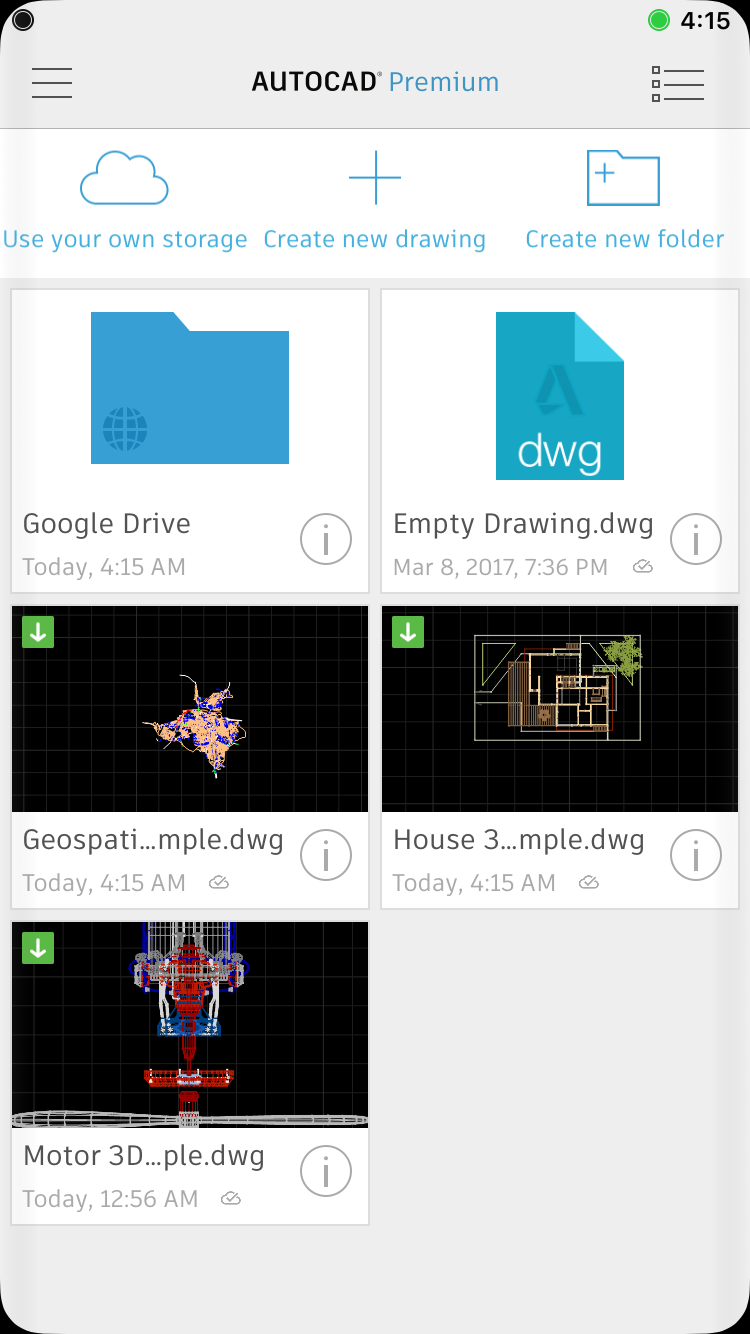 4:15
AUTOCAD® Premium
Use your own storage
Create new drawing
Create new folder
Google Drive
Today, 4:15 AM
dwg
Empty Drawing.dwg
Mar 8, 2017, 7:36 PM
Geospati...mple.dwg
Today, 4:15 AM
House 3...mple.dwg
Today, 4:15 AM
Motor 3D...ple.dwg
Today, 12:56 AM